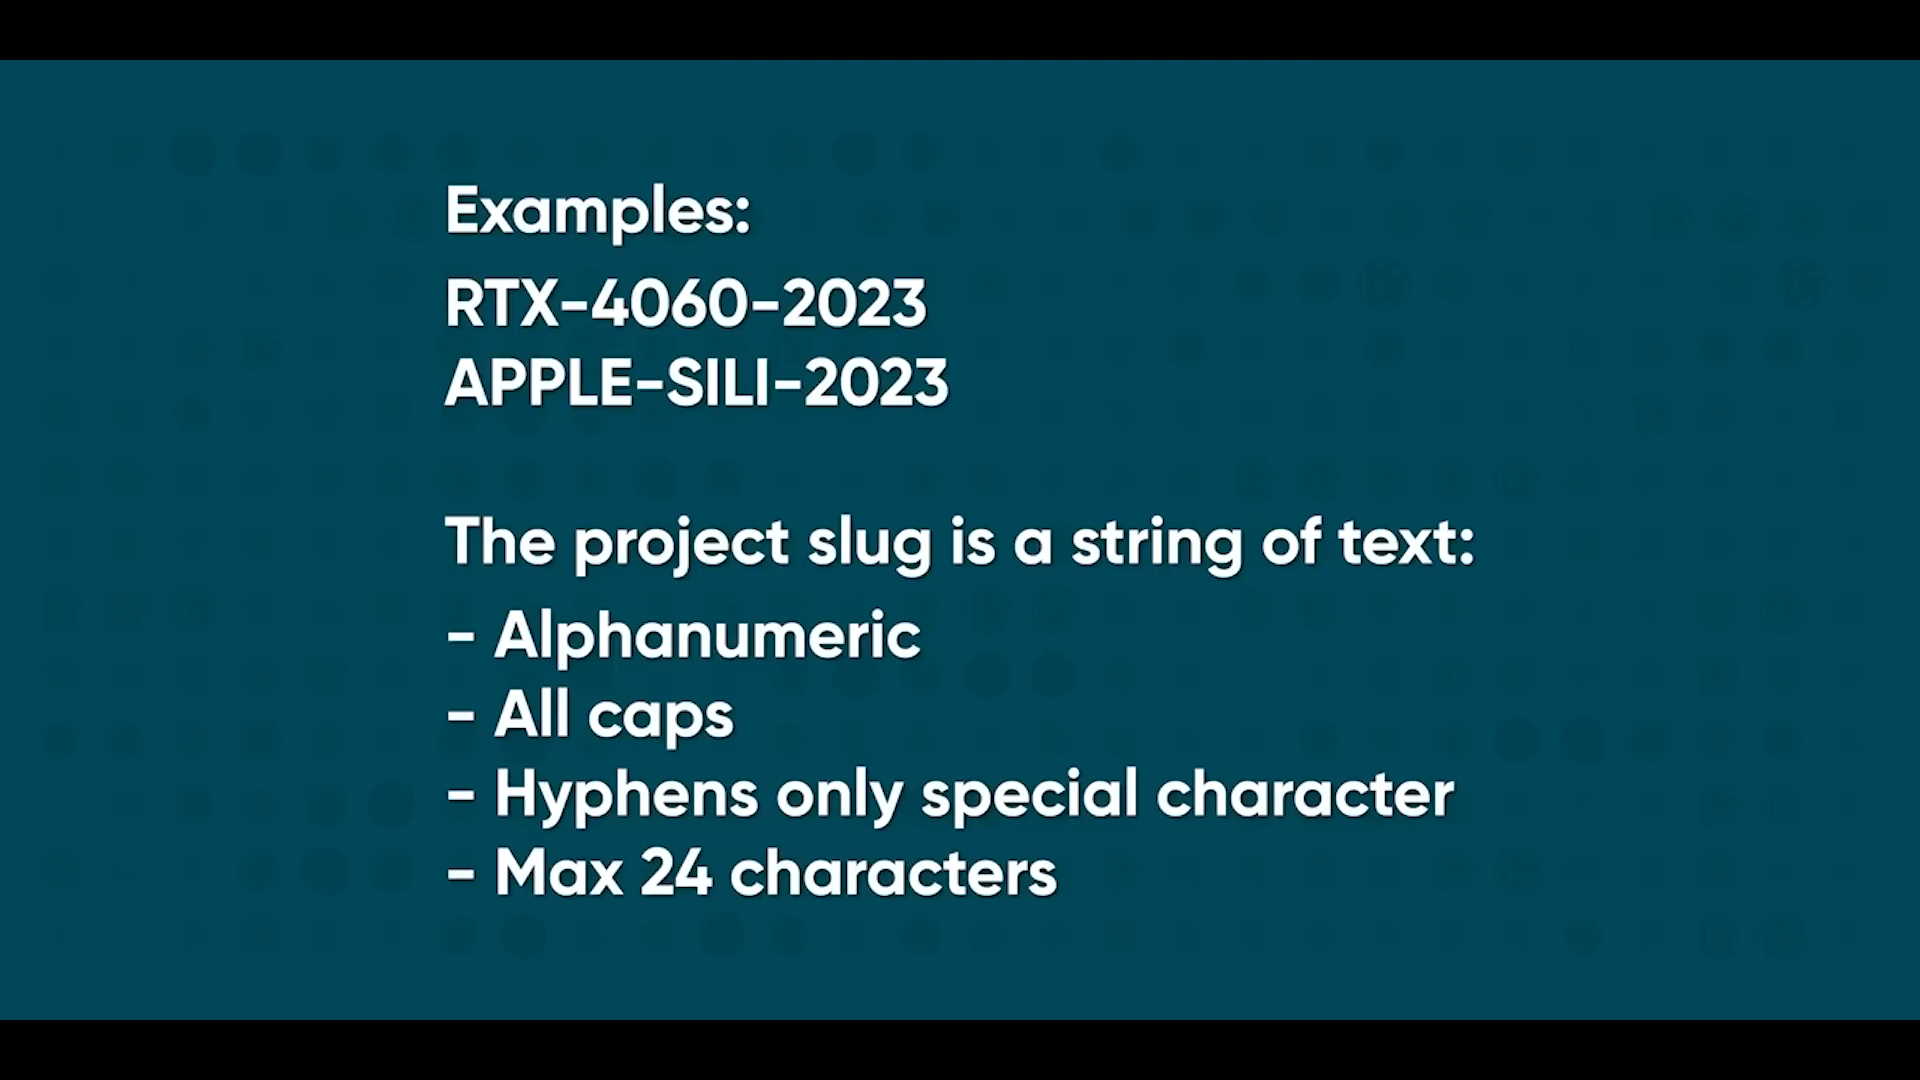 Examples:
RTX-4060-2023
APPLE-SILI-2023
The project slug is a string of text:
- Alphanumeric
- All caps
- Hyphens only special character
- Max 24 characters